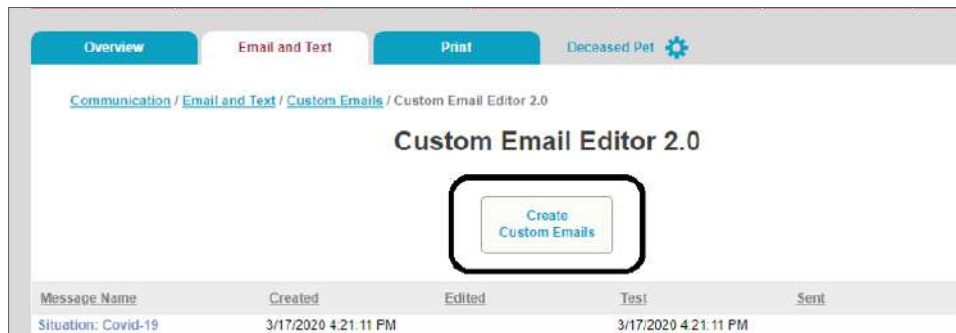 Overview Email and Text Print Deceased Pet
Communication / Email and Text / Custom Emails / Custom Email Editor 2.0
Custom Email Editor 2.0
Create
Custom Emails
Message Name Created Edited Test Sent
Situation: Covid-19 3/17/2020 4:21:11 PM 3/17/2020 4:21:11 PM